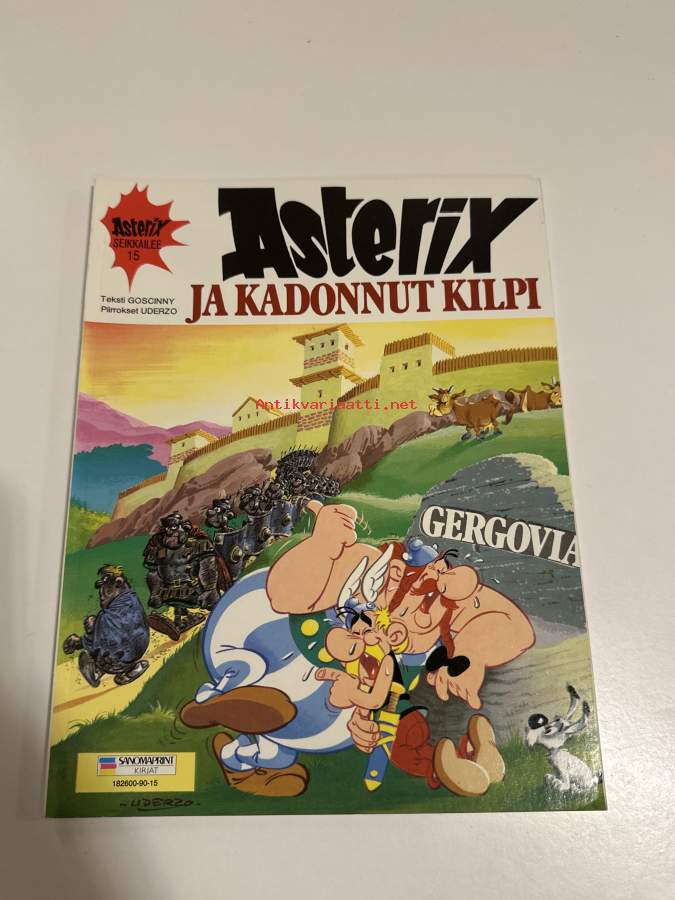 Asterix
SEIKKAILEE
15
Asterix
JA KADONNUT KILPI
Teksti GOSCINNY
Piirrokset UDERZO
Antikvariaatti.net
GERGOVIA
SANOMAPRINT
KIRJAT
182600-90-15
-UDERZO-